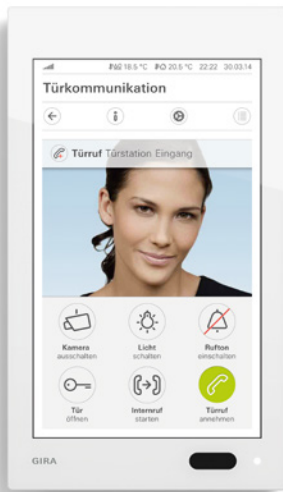 18.5 °C 20.5 °C 22:22 30.03.14
Türkommunikation
Türruf Türstation Eingang
Kamera Licht Rufton
ausschalten schalten einschalten
Tür Internruf Türruf
öffnen starten annehmen
GIRA